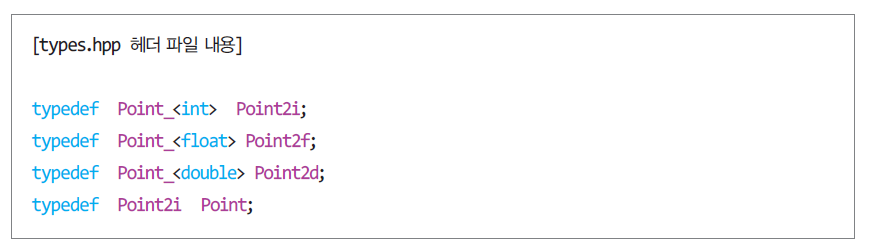 [types.hpp 헤더 파일 내용]
typedef Point_<int> Point2i;
typedef Point_<float> Point2f;
typedef Point_<double> Point2d;
typedef Point2i Point;